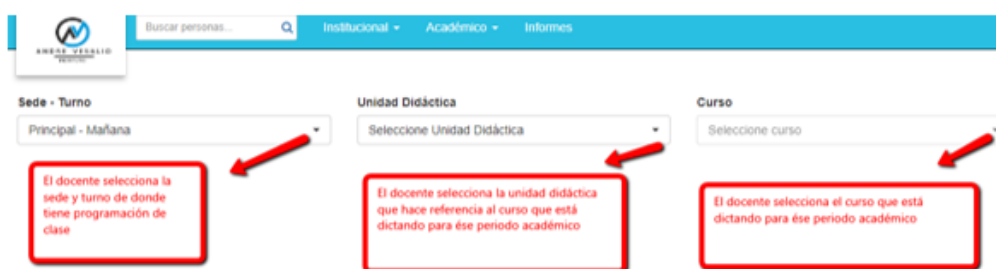 Buscar personas...
Institucional
Académico
Informes
ANDRE VESALIO
Sede - Turno
Unidad Didáctica
Curso
Principal - Mañana
Seleccione Unidad Didáctica
Seleccione curso
El docente selecciona la
sede y turno de donde
tiene programación de
clase
El docente selecciona la unidad didáctica
que hace referencia al curso que está
dictando para ése periodo académico
El docente selecciona el curso que está
dictando para ése periodo académico